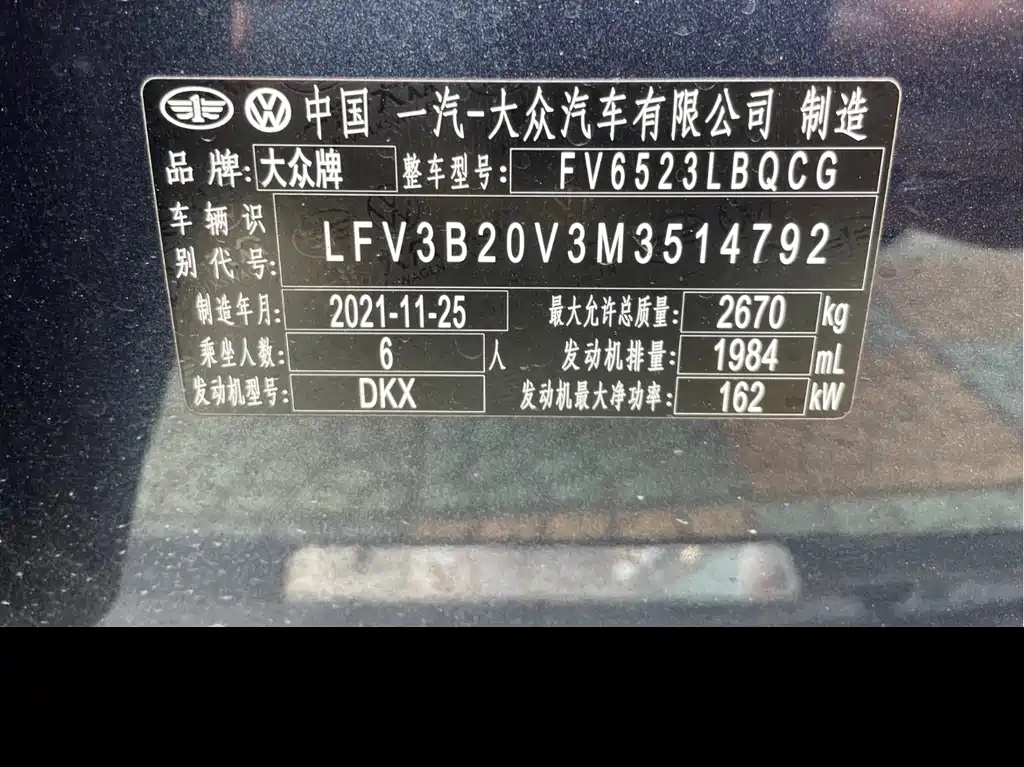 中国 一汽-大众汽车有限公司 制造
品牌: 大众牌 整车型号: FV6523LBQCG
车辆识别代号: LFV3B20V3M3514792
制造年月: 2021-11-25 最大允许总质量: 2670 kg
乘坐人数: 6 人 发动机排量: 1984 mL
发动机型号: DKX 发动机最大净功率: 162 kW